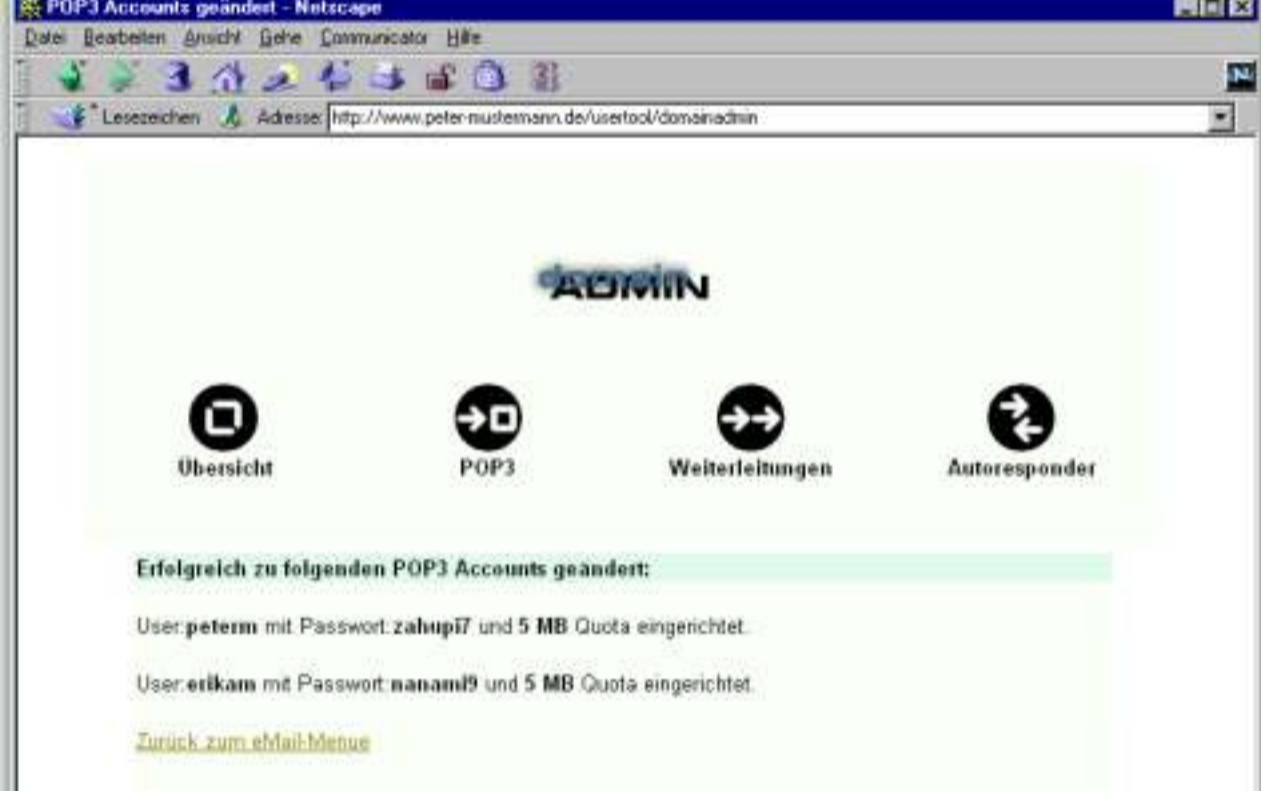 POP3 Accounts geändert - Netscape
Datei Bearbeiten Ansicht Gehe Communicator Hilfe
Lesezeichen Adresse: http://www.peter-mustermann.de/usertool/domainadmin
domain
ADMIN
Übersicht POP3 Weiterleitungen Autoresponder
Erfolgreich zu folgenden POP3 Accounts geändert:
User:peterm mit Passwort:zahupi7 und 5 MB Quota eingerichtet.
User:erikam mit Passwort:nanami9 und 5 MB Quota eingerichtet.
Zurück zum eMail-Menue